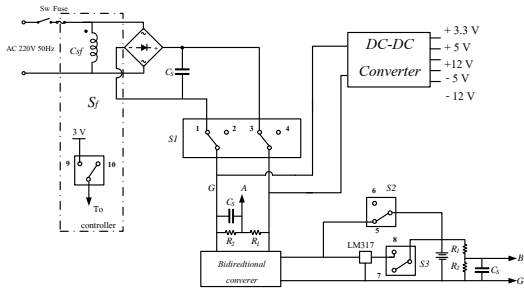 Sw Fuse
AC 220V 50Hz
Csf
Sf
Cs
DC-DC
Converter
+ 3.3 V
+ 5 V
+12 V
- 5 V
- 12 V
S1
1
2
3
4
3 V
9
10
To
controller
G
A
Cs
R2
R1
Bidiredtional
converer
6
S2
5
LM317
8
7
S3
R1
R2
Cs
B
G